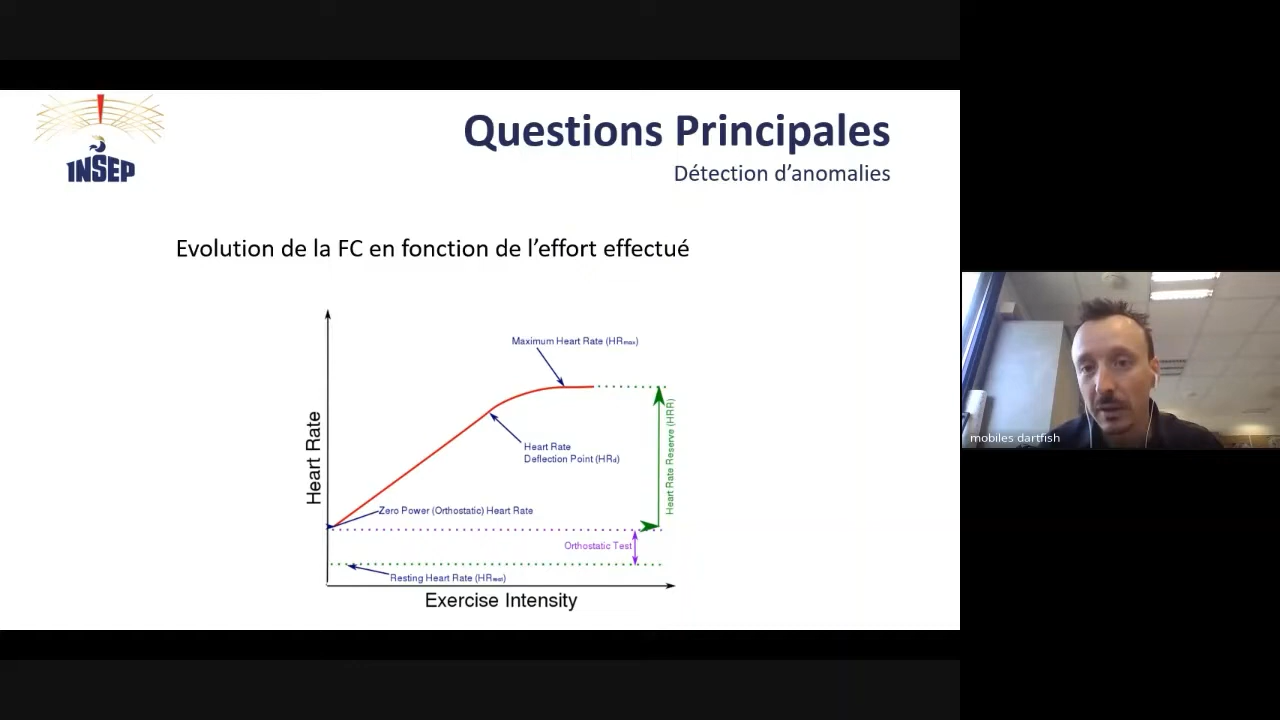 INSEP
Questions Principales
Détection d'anomalies
Evolution de la FC en fonction de l'effort effectué
Maximum Heart Rate (HRmax)
Heart Rate
Deflection Point (HRd)
Heart Rate Reserve (HRR)
Heart Rate
Zero Power (Orthostatic) Heart Rate
Orthostatic Test
Resting Heart Rate (HRrest)
Exercise Intensity
mobiles dartfish